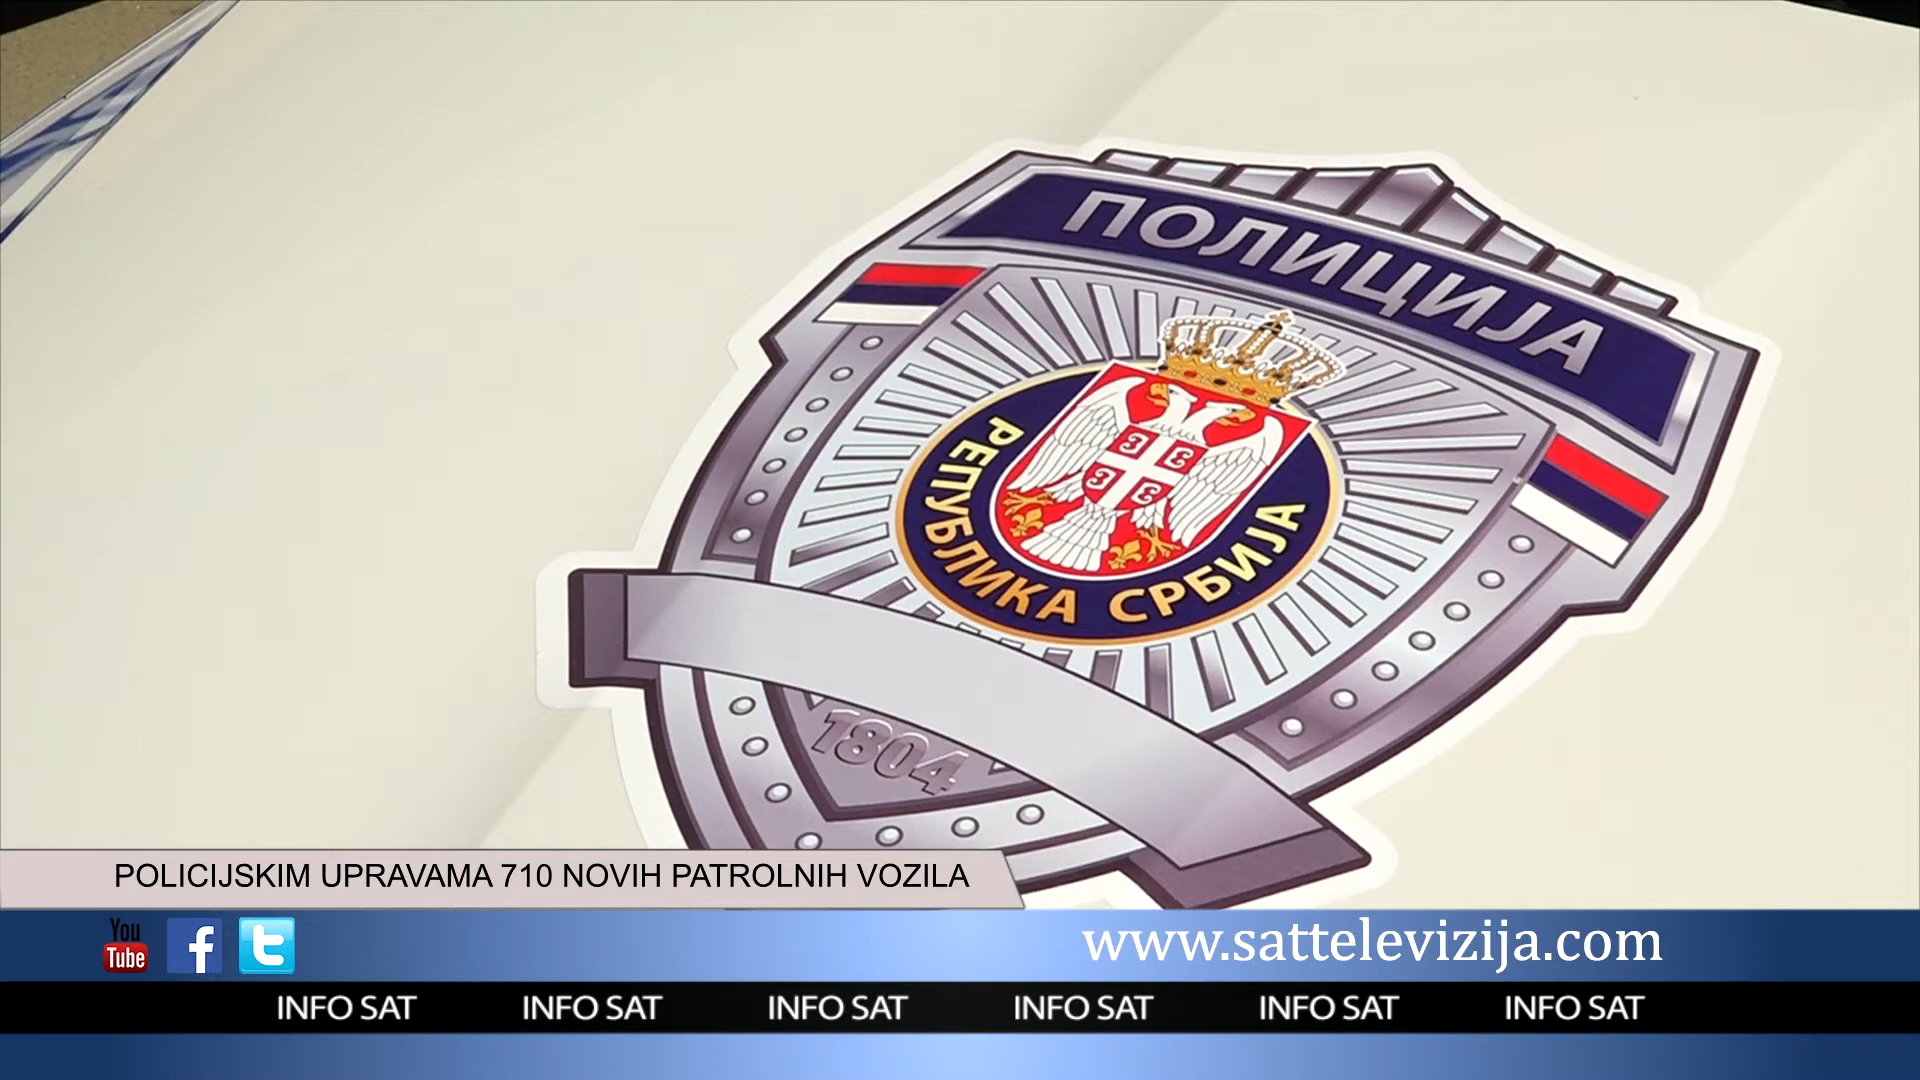 ПОЛИЦИЈА
РЕПУБЛИКА СРБИЈА
1804
POLICIJSKIM UPRAVAMA 710 NOVIH PATROLNIH VOZILA
You
Tube
f
t
www.sattelevizija.com
INFO SAT INFO SAT INFO SAT INFO SAT INFO SAT INFO SAT